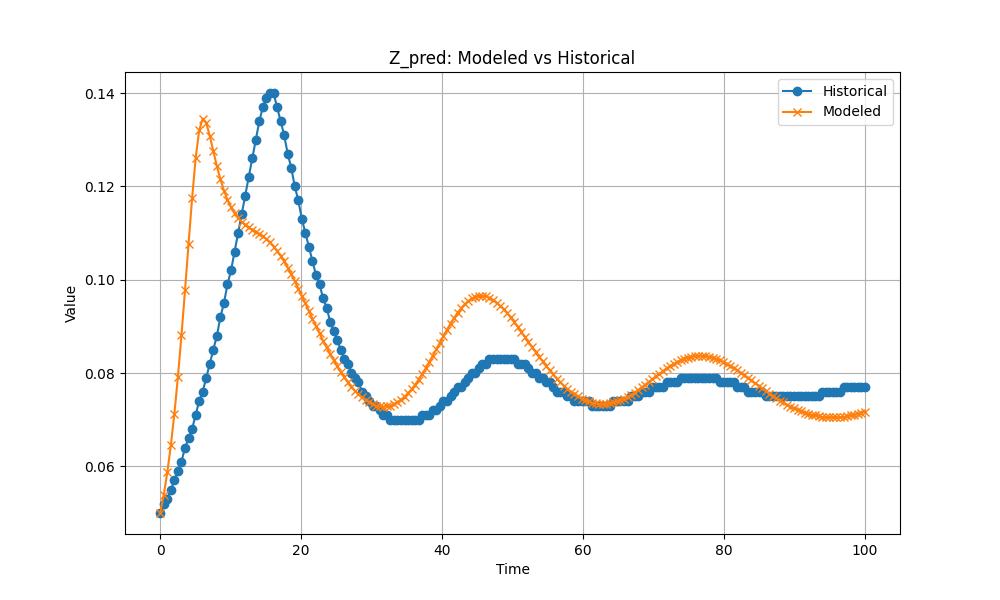 Z_pred: Modeled vs Historical
Historical
Modeled
0.14
0.12
0.10
0.08
0.06
Value
0 20 40 60 80 100
Time